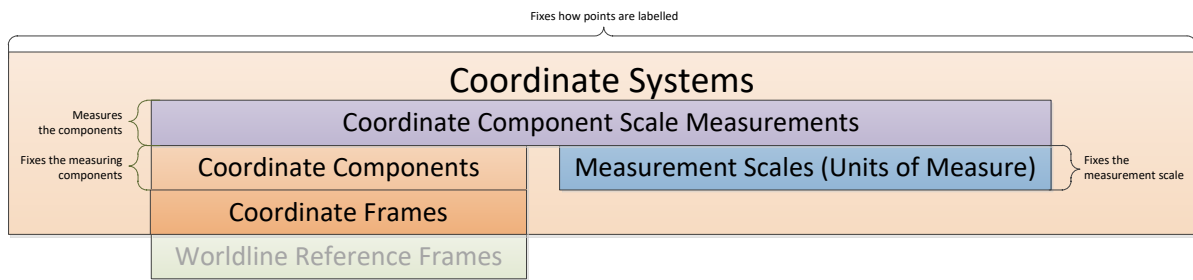 Fixes how points are labelled
Coordinate Systems
Measures
the components
Coordinate Component Scale Measurements
Fixes the measuring
components
Coordinate Components
Measurement Scales (Units of Measure)
Fixes the
measurement scale
Coordinate Frames
Worldline Reference Frames